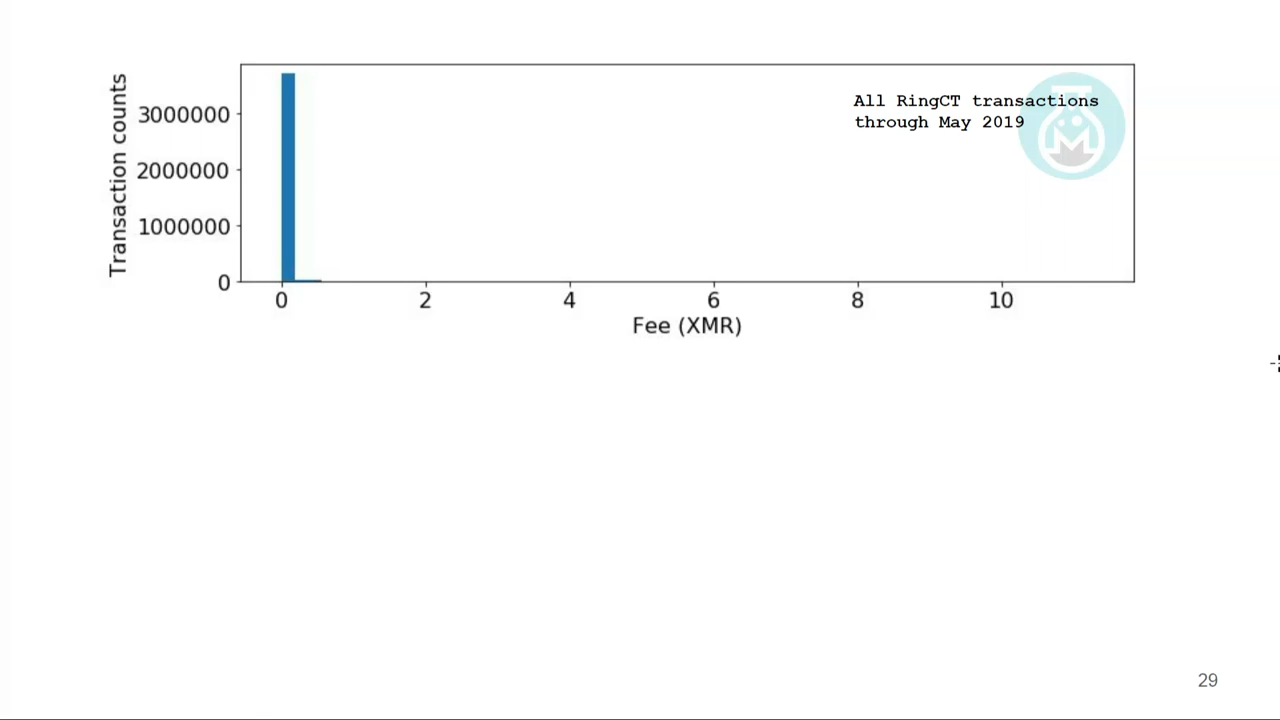 Transaction counts
3000000
2000000
1000000
0
All RingCT transactions
through May 2019
M
0 2 4 6 8 10
Fee (XMR)
29